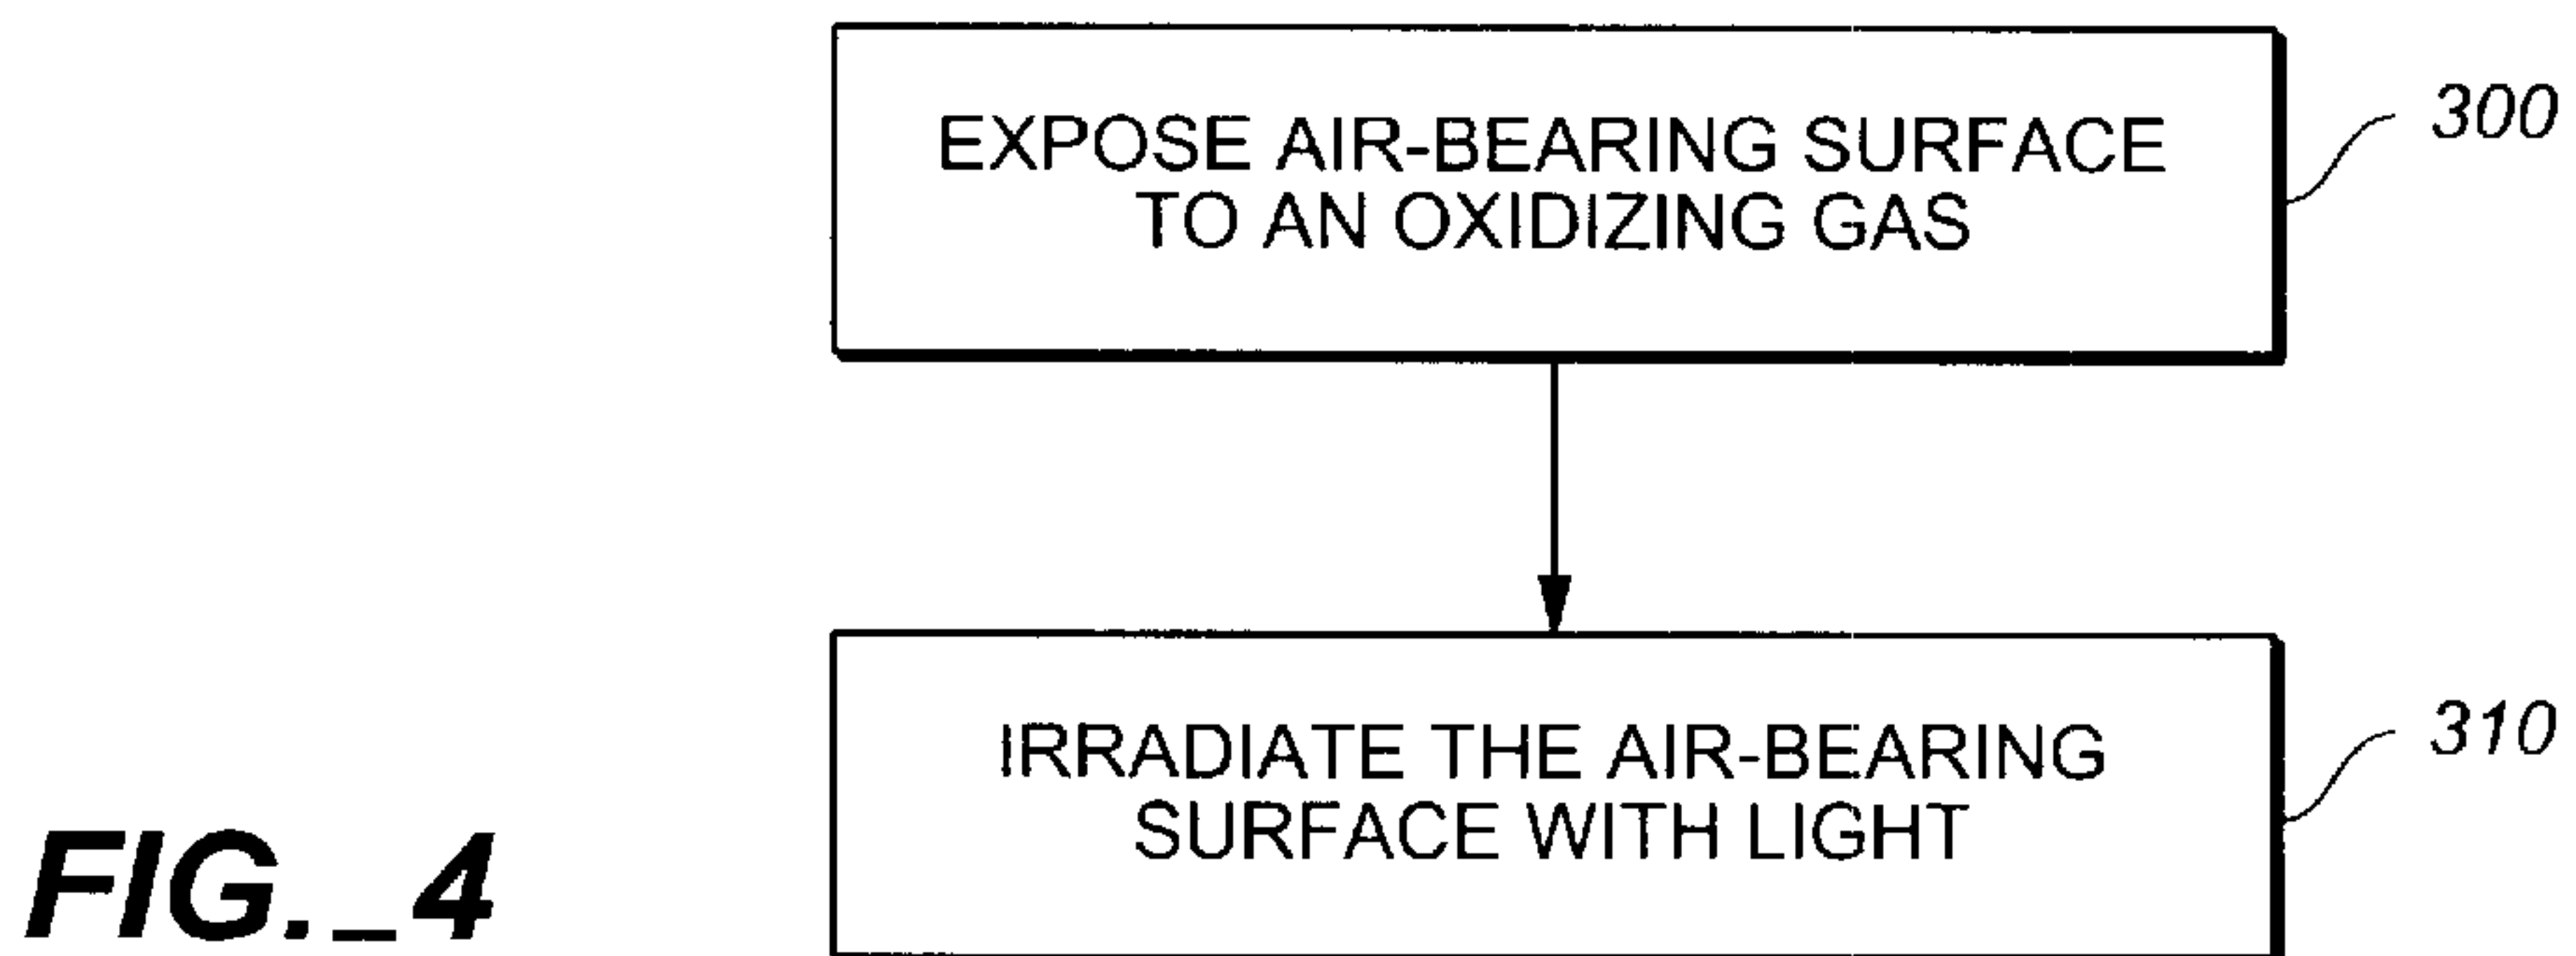 EXPOSE AIR-BEARING SURFACE
TO AN OXIDIZING GAS
300
IRRADIATE THE AIR-BEARING
SURFACE WITH LIGHT
310
FIG._4